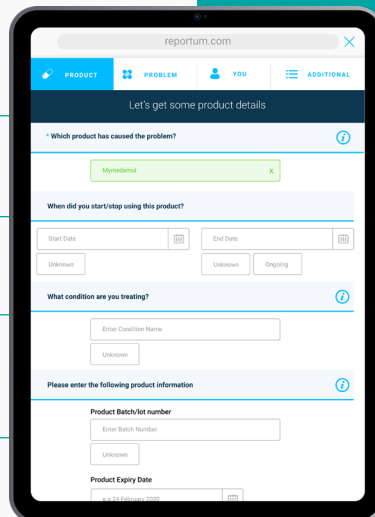 reportum.com
PRODUCT PROBLEM YOU ADDITIONAL
Let's get some product details
* Which product has caused the problem?
Mymedamol x
When did you start/stop using this product?
Start Date End Date
Unknown Unknown Ongoing
What condition are you treating?
Enter Condition Name
Unknown
Please enter the following product information
Product Batch/lot number
Enter Batch Number
Unknown
Product Expiry Date
e.g 24 February 2020